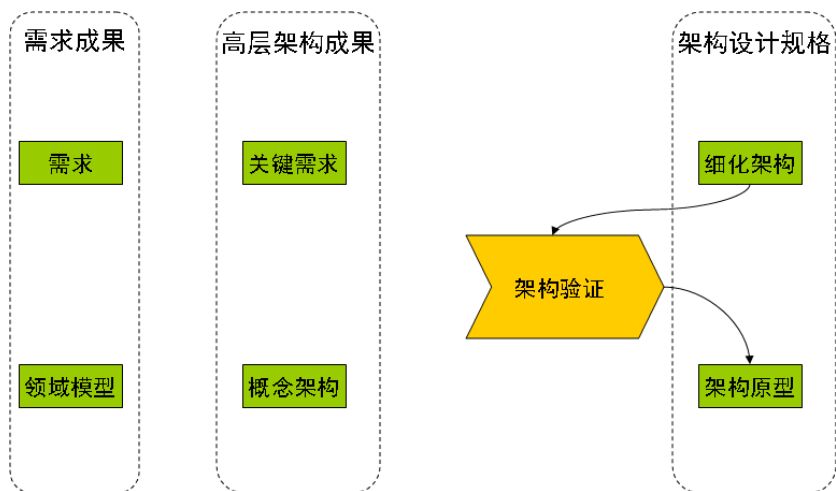 需求成果
高层架构成果
架构设计规格
需求
关键需求
细化架构
架构验证
领域模型
概念架构
架构原型